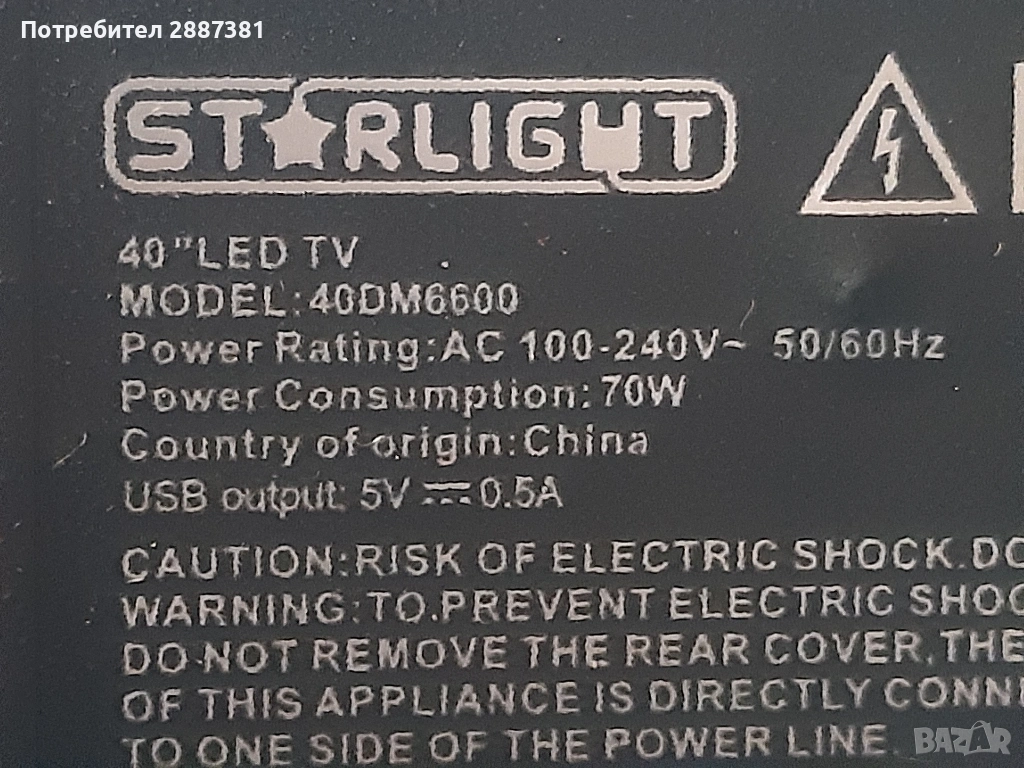 Потребител 2887381
STARLIGHT
40"LED TV
MODEL:40DM6600
Power Rating:AC 100-240V~ 50/60Hz
Power Consumption:70W
Country of origin:China
USB output: 5V ⎓ 0.5A
CAUTION:RISK OF ELECTRIC SHOCK.DO
WARNING:TO.PREVENT ELECTRIC SHOC
DO NOT REMOVE THE REAR COVER,THE
OF THIS APPLIANCE IS DIRECTLY CONN
TO ONE SIDE OF THE POWER LINE.
BAZAR